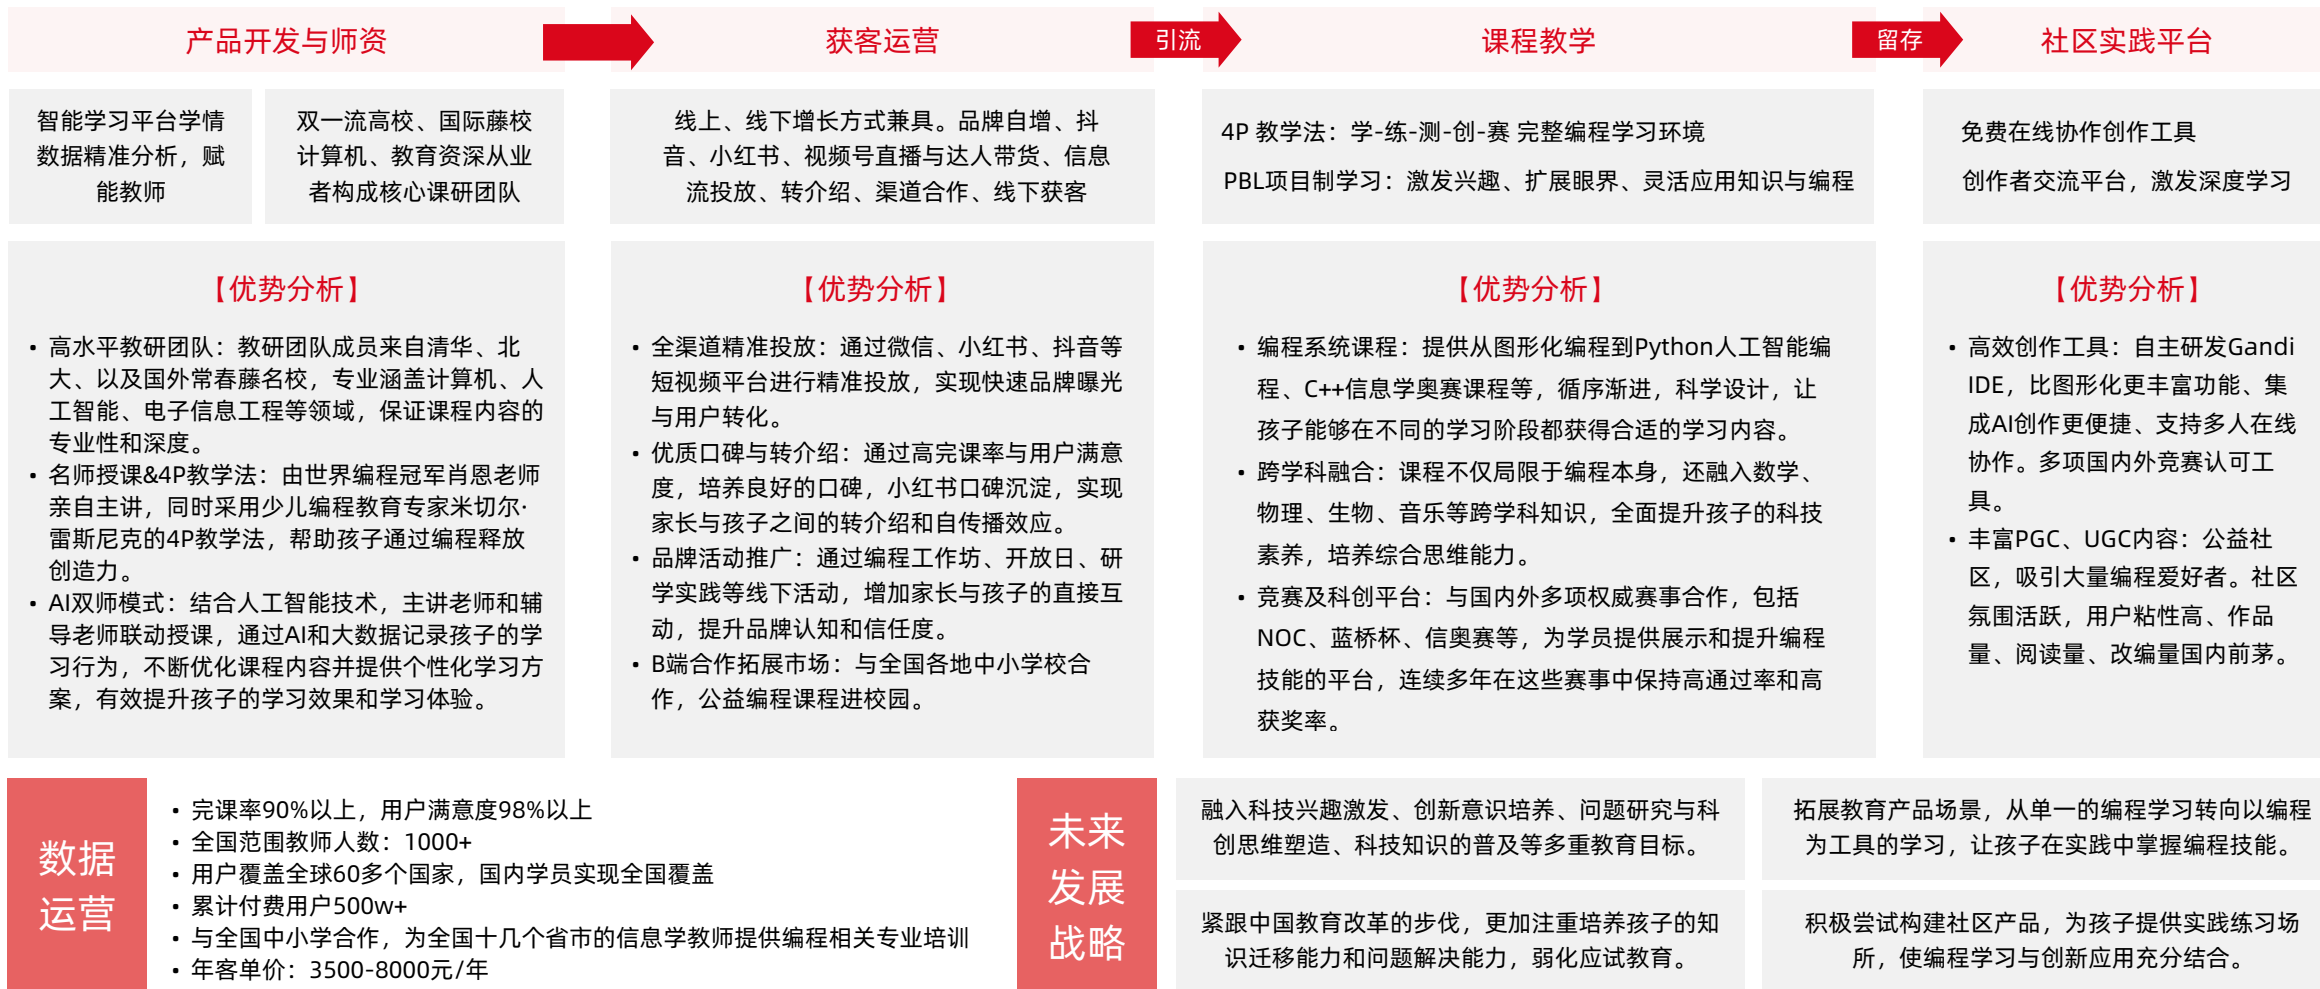 产品开发与师资
获客运营
引流
课程教学
留存
社区实践平台
智能学习平台学情
数据精准分析，赋
能教师
双一流高校、国际藤校
计算机、教育资深从业
者构成核心课研团队
线上、线下增长方式兼具。品牌自增、抖
音、小红书、视频号直播与达人带货、信息
流投放、转介绍、渠道合作、线下获客
4P 教学法：学-练-测-创-赛 完整编程学习环境
PBL项目制学习：激发兴趣、扩展眼界、灵活应用知识与编程
免费在线协作创作工具
创作者交流平台，激发深度学习
【优势分析】
• 高水平教研团队：教研团队成员来自清华、北
大、以及国外常春藤名校，专业涵盖计算机、人
工智能、电子信息工程等领域，保证课程内容的
专业性和深度。
• 名师授课&4P教学法：由世界编程冠军肖恩老师
亲自主讲，同时采用少儿编程教育专家米切尔·
雷斯尼克的4P教学法，帮助孩子通过编程释放
创造力。
• AI双师模式：结合人工智能技术，主讲老师和辅
导老师联动授课，通过AI和大数据记录孩子的学
习行为，不断优化课程内容并提供个性化学习方
案，有效提升孩子的学习效果和学习体验。
【优势分析】
• 全渠道精准投放：通过微信、小红书、抖音等
短视频平台进行精准投放，实现快速品牌曝光
与用户转化。
• 优质口碑与转介绍：通过高完课率与用户满意
度，培养良好的口碑，小红书口碑沉淀，实现
家长与孩子之间的转介绍和自传播效应。
• 品牌活动推广：通过编程工作坊、开放日、研
学实践等线下活动，增加家长与孩子的直接互
动，提升品牌认知和信任度。
• B端合作拓展市场：与全国各地中小学校合
作，公益编程课程进校园。
【优势分析】
• 编程系统课程：提供从图形化编程到Python人工智能编
程、C++信息学奥赛课程等，循序渐进，科学设计，让
孩子能够在不同的学习阶段都获得合适的学习内容。
• 跨学科融合：课程不仅局限于编程本身，还融入数学、
物理、生物、音乐等跨学科知识，全面提升孩子的科技
素养，培养综合思维能力。
• 竞赛及科创平台：与国内外多项权威赛事合作，包括
NOC、蓝桥杯、信奥赛等，为学员提供展示和提升编程
技能的平台，连续多年在这些赛事中保持高通过率和高
获奖率。
【优势分析】
• 高效创作工具：自主研发Gandi
IDE，比图形化更丰富功能、集
成AI创作更便捷、支持多人在线
协作。多项国内外竞赛认可工
具。
• 丰富PGC、UGC内容：公益社
区，吸引大量编程爱好者。社区
氛围活跃，用户粘性高、作品
量、阅读量、改编量国内前茅。
数据
运营
• 完课率90%以上，用户满意度98%以上
• 全国范围教师人数：1000+
• 用户覆盖全球60多个国家，国内学员实现全国覆盖
• 累计付费用户500w+
• 与全国中小学合作，为全国十几个省市的信息学教师提供编程相关专业培训
• 年客单价：3500-8000元/年
未来
发展
战略
融入科技兴趣激发、创新意识培养、问题研究与科
创思维塑造、科技知识的普及等多重教育目标。
拓展教育产品场景，从单一的编程学习转向以编程
为工具的学习，让孩子在实践中掌握编程技能。
紧跟中国教育改革的步伐，更加注重培养孩子的知
识迁移能力和问题解决能力，弱化应试教育。
积极尝试构建社区产品，为孩子提供实践练习场
所，使编程学习与创新应用充分结合。